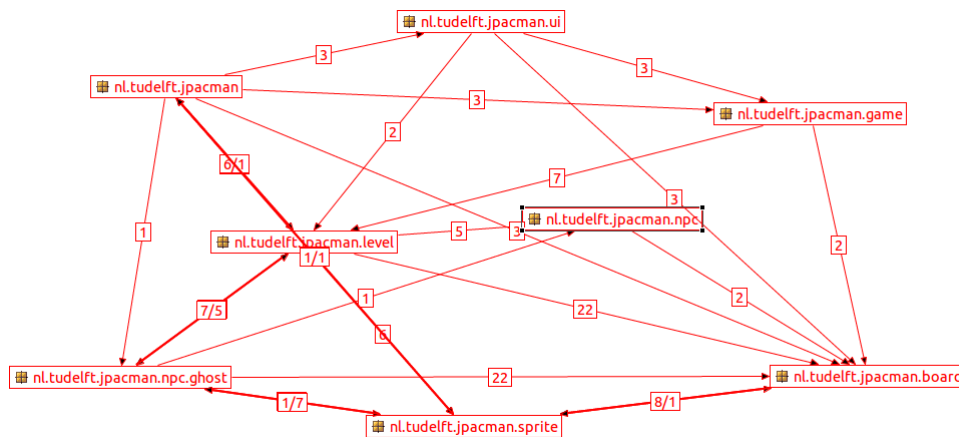 nl.tudelft.jpacman.ui
3
3
nl.tudelft.jpacman
3
nl.tudelft.jpacman.game
2
6/1
7
3
nl.tudelft.jpacman.npc
1
5
3
nl.tudelft.jpacman.level
2
1/1
1
2
7/5
22
6
nl.tudelft.jpacman.npc.ghost
22
nl.tudelft.jpacman.board
1/7
8/1
nl.tudelft.jpacman.sprite